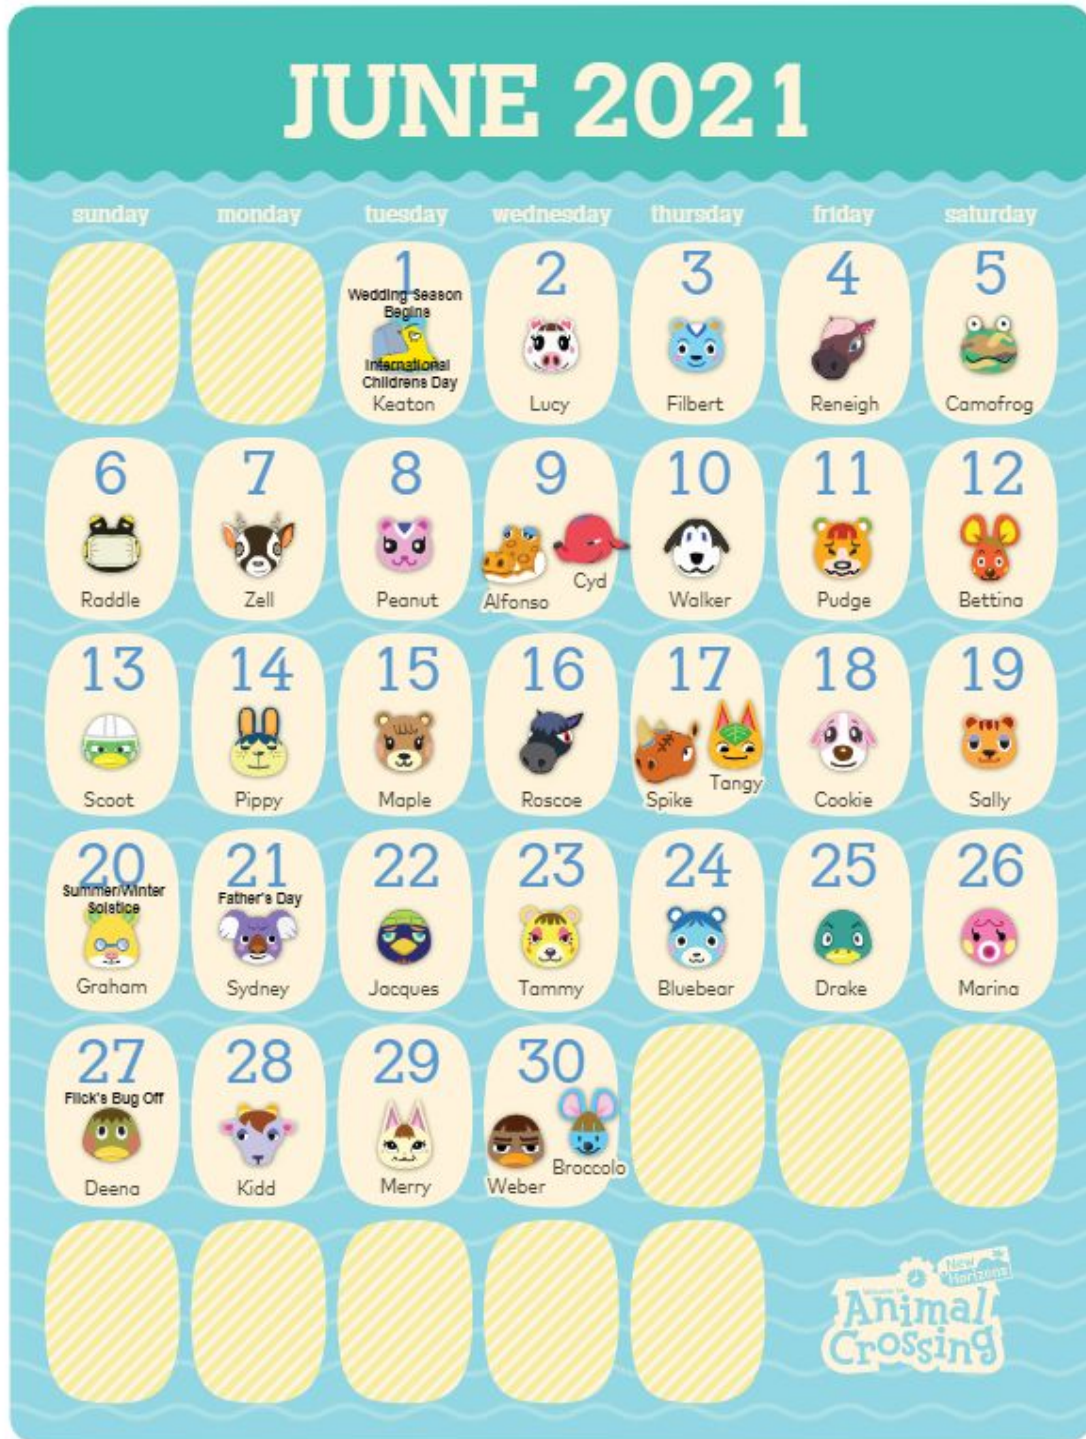 JUNE 2021
sunday monday tuesday wednesday thursday friday saturday
1 2 3 4 5
Wedding Season
Begins
International
Childrens Day
Keaton Lucy Filbert Reneigh Camofrog
6 7 8 9 10 11 12
Raddle Zell Peanut Alfonso Cyd Walker Pudge Bettina
13 14 15 16 17 18 19
Scoot Pippy Maple Roscoe Spike Tangy Cookie Sally
20 21 22 23 24 25 26
Summer/Winter
Solstice
Father's Day
Graham Sydney Jacques Tammy Bluebear Drake Marina
27 28 29 30
Flick's Bug Off
Deena Kidd Merry Weber Broccolo
New
Horizons
Animal
Crossing